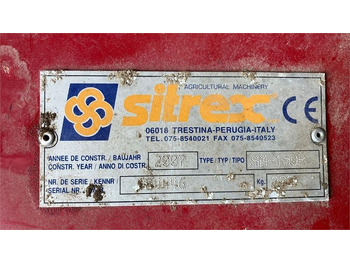 AGRICULTURAL MACHINERY
sitrex CE
06018 TRESTINA-PERUGIA-ITALY
TEL.075-8540021 FAX 075-8540523
ANNEE DE CONSTR./ BAUJAHR
CONSTR. YEAR / ANNO DI COSTR. 2007 TYPE / TYP / TIPO
NR. DE SERIE / KENNR
SERIAL NR. Kg.